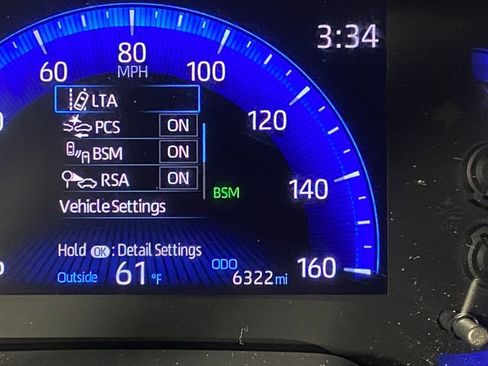 80
3:34
60
100
MPH
LTA
PCS ON
120
BSM ON
RSA ON
140
BSM
Vehicle Settings
Hold OK : Detail Settings
Outside 61 °F
ODO
6322 mi
160